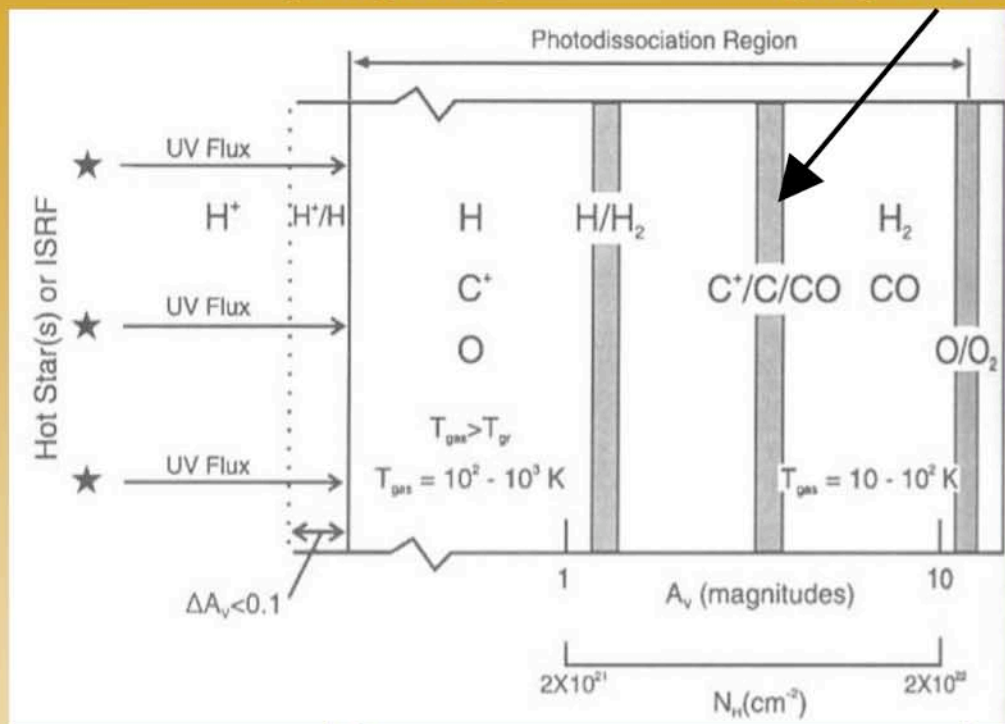 Photodissociation Region
Hot Star(s) or ISRF
UV Flux
UV Flux
UV Flux
H⁺
H⁺/H
H
C⁺
O
H/H₂
C⁺/C/CO
H₂
CO
O/O₂
T_gas>T_gr
T_gas = 10² - 10³ K
T_gas = 10 - 10² K
ΔA_v<0.1
1
A_v (magnitudes)
10
2X10²¹
N_H(cm⁻²)
2X10²²